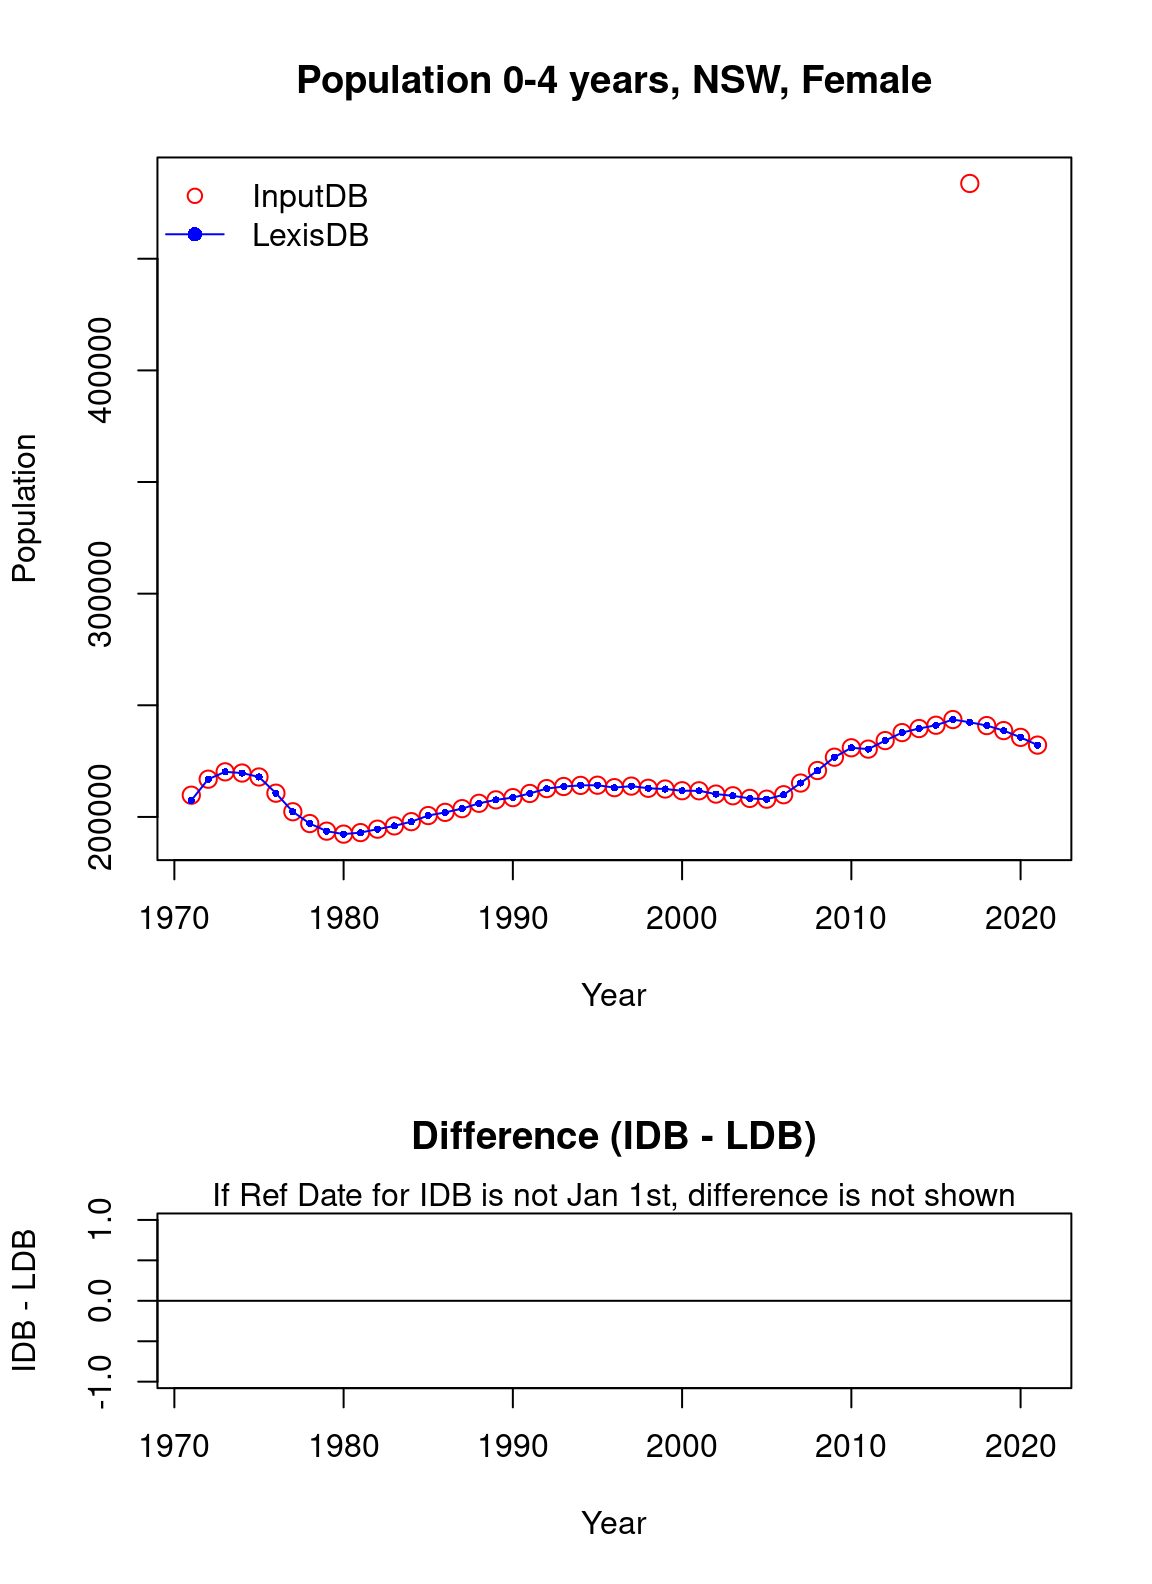 Population 0-4 years, NSW, Female
InputDB
LexisDB
Population
400000
300000
200000
1970 1980 1990 2000 2010 2020
Year
Difference (IDB - LDB)
If Ref Date for IDB is not Jan 1st, difference is not shown
IDB - LDB
1.0
0.0
-1.0
1970 1980 1990 2000 2010 2020
Year